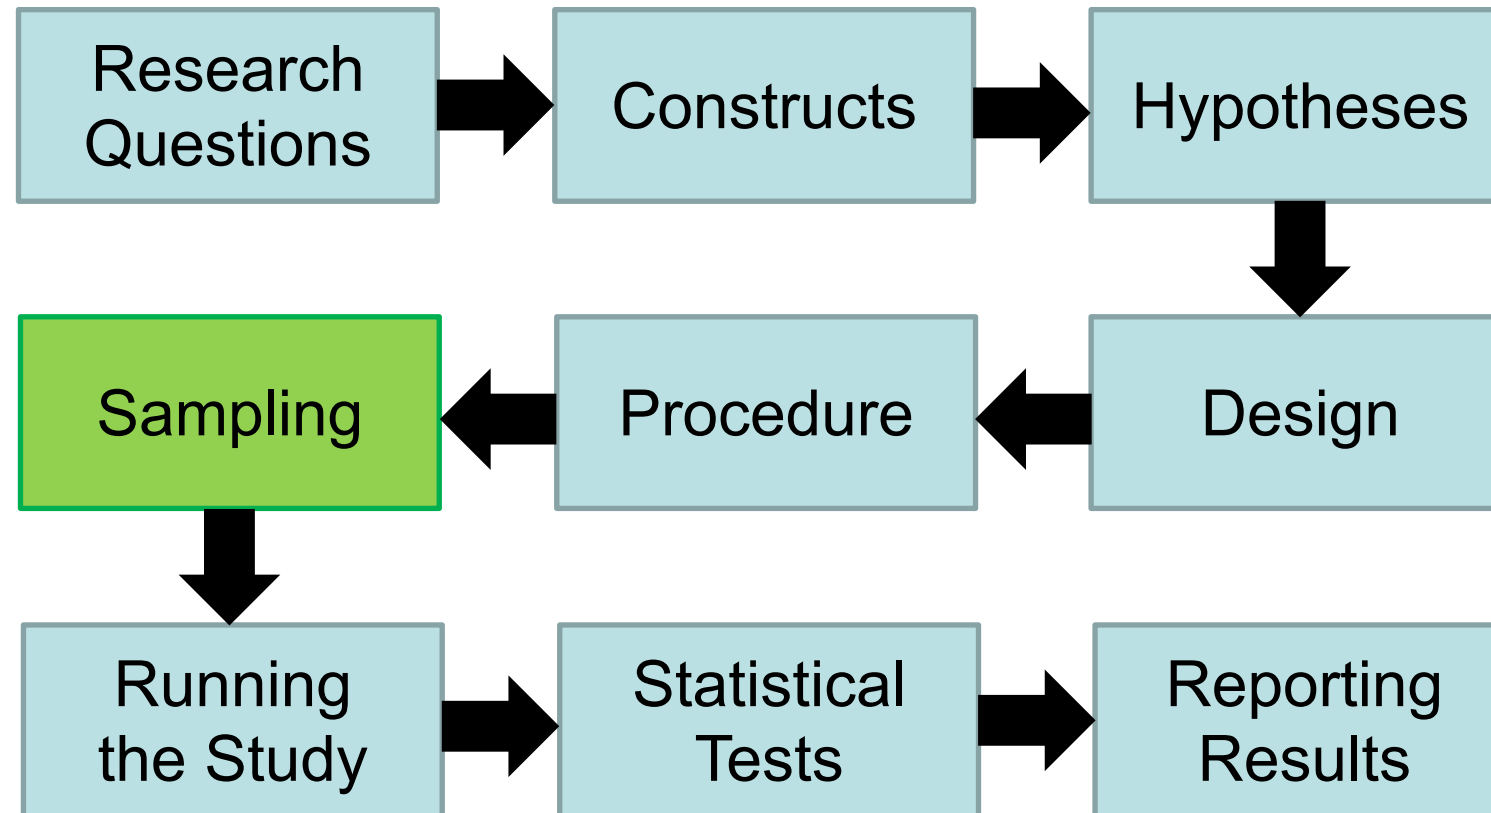 Research
Questions
Constructs
Hypotheses
Sampling
Procedure
Design
Running
the Study
Statistical
Tests
Reporting
Results